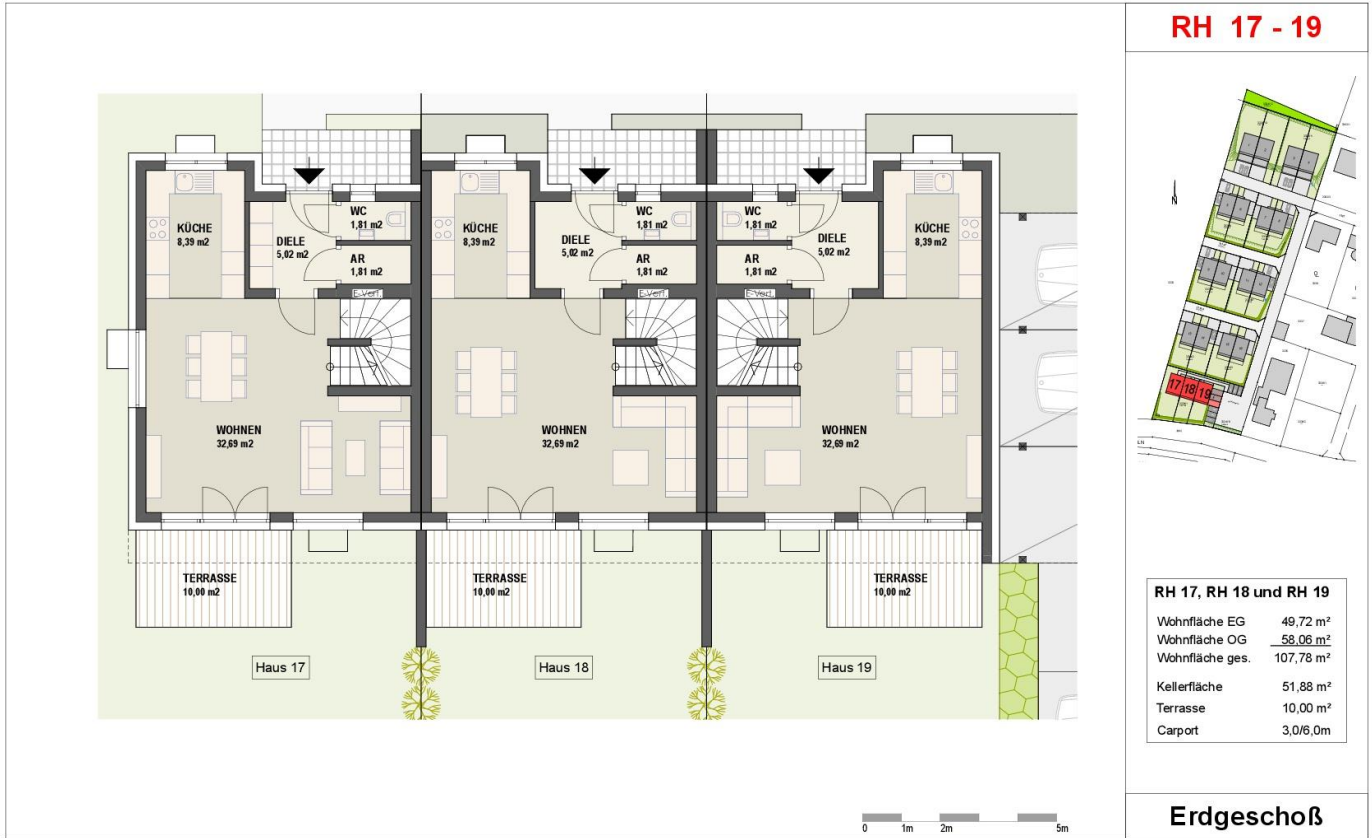 RH 17 - 19
N
17 18 19
KÜCHE
8,39 m2
DIELE
5,02 m2
WC
1,81 m2
AR
1,81 m2
E-Vert.
WOHNEN
32,69 m2
TERRASSE
10,00 m2
Haus 17
KÜCHE
8,39 m2
DIELE
5,02 m2
WC
1,81 m2
AR
1,81 m2
E-Vert.
WOHNEN
32,69 m2
TERRASSE
10,00 m2
Haus 18
WC
1,81 m2
AR
1,81 m2
DIELE
5,02 m2
KÜCHE
8,39 m2
E-Vert.
WOHNEN
32,69 m2
TERRASSE
10,00 m2
Haus 19
RH 17, RH 18 und RH 19
Wohnfläche EG 49,72 m²
Wohnfläche OG 58,06 m²
Wohnfläche ges. 107,78 m²
Kellerfläche 51,88 m²
Terrasse 10,00 m²
Carport 3,0/6,0m
0 1m 2m 5m
Erdgeschoß